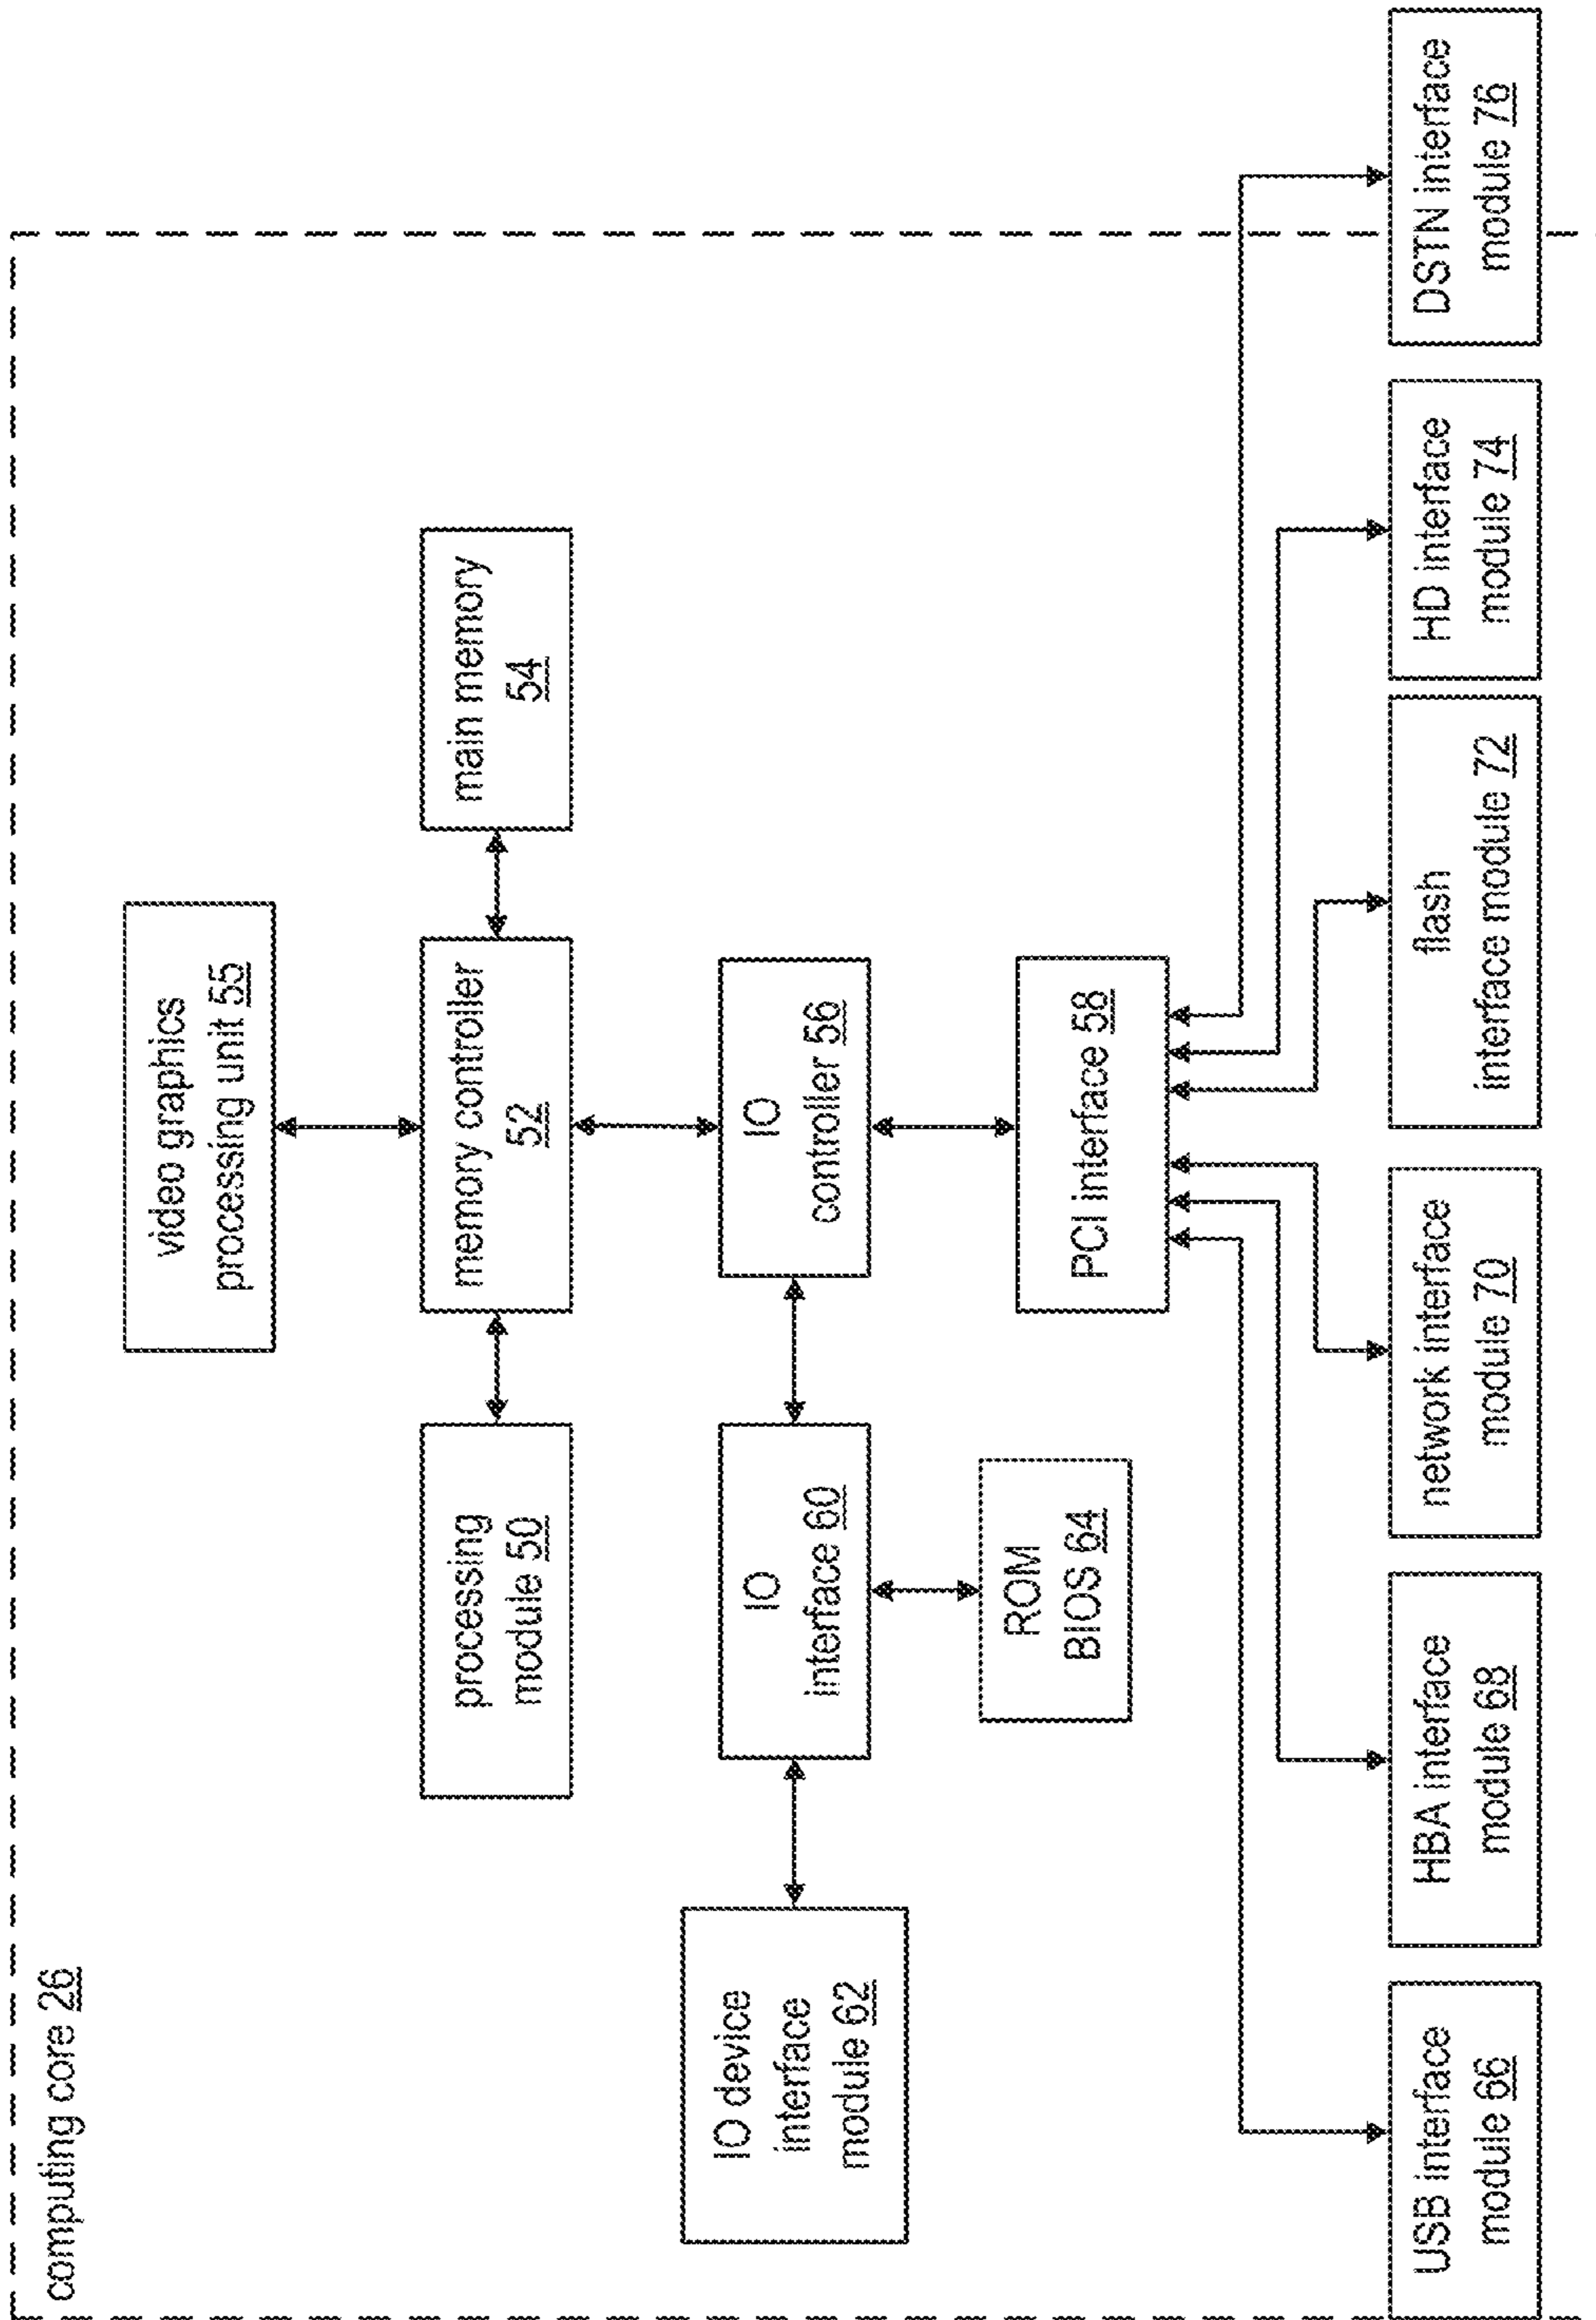 computing core 26
video graphics
processing unit 55
processing
module 50
memory controller
52
main memory
54
IO device
interface
module 62
IO
interface 60
IO
controller 56
ROM
BIOS 64
PCI interface 58
USB interface
module 66
HBA interface
module 68
network interface
module 70
flash
interface module 72
HD interface
module 74
DSTN interface
module 76